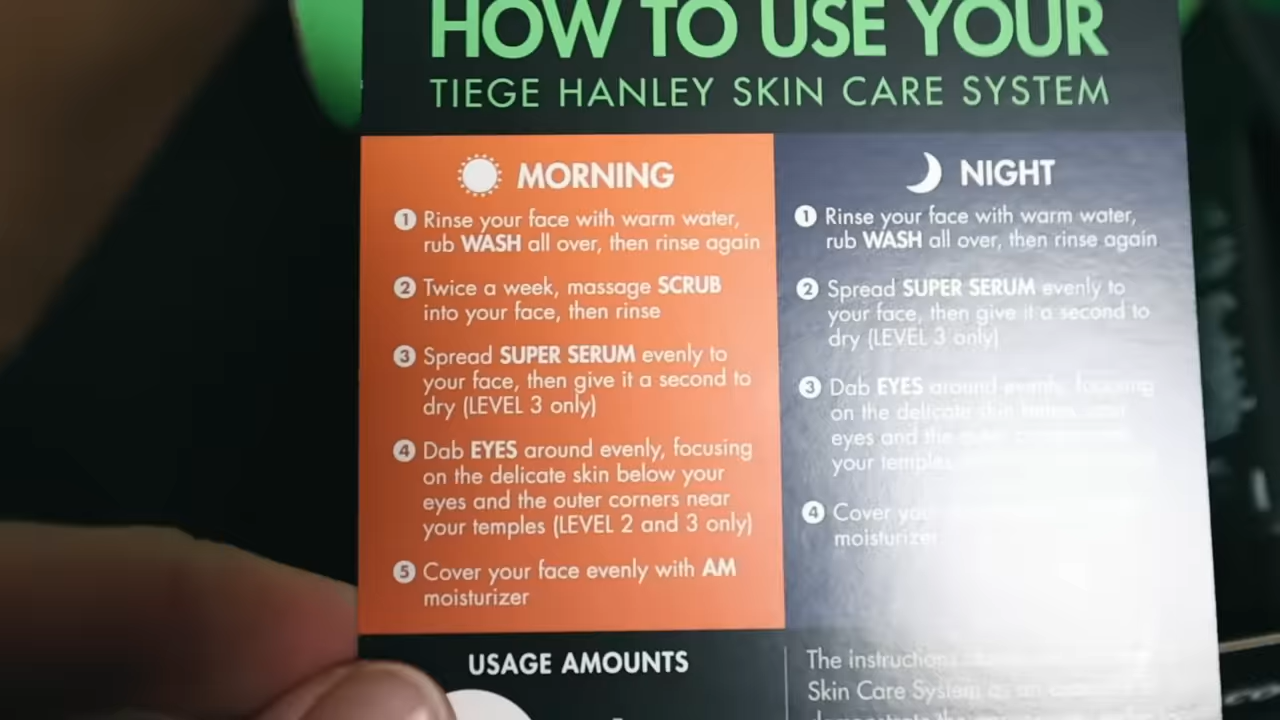 HOW TO USE YOUR
TIEGE HANLEY SKIN CARE SYSTEM
MORNING
1 Rinse your face with warm water,
rub WASH all over, then rinse again
2 Twice a week, massage SCRUB
into your face, then rinse
3 Spread SUPER SERUM evenly to
your face, then give it a second to
dry (LEVEL 3 only)
4 Dab EYES around evenly, focusing
on the delicate skin below your
eyes and the outer corners near
your temples (LEVEL 2 and 3 only)
5 Cover your face evenly with AM
moisturizer
USAGE AMOUNTS
NIGHT
1 Rinse your face with warm water,
rub WASH all over, then rinse again
2 Spread SUPER SERUM evenly to
your face, then give it a second to
dry (LEVEL 3 only)
3 Dab EYES around evenly, focusing
on the delicate skin below your
eyes and the outer
your temples
4 Cover your
moisturizer
The instructions
Skin Care System as an
demonstrate the